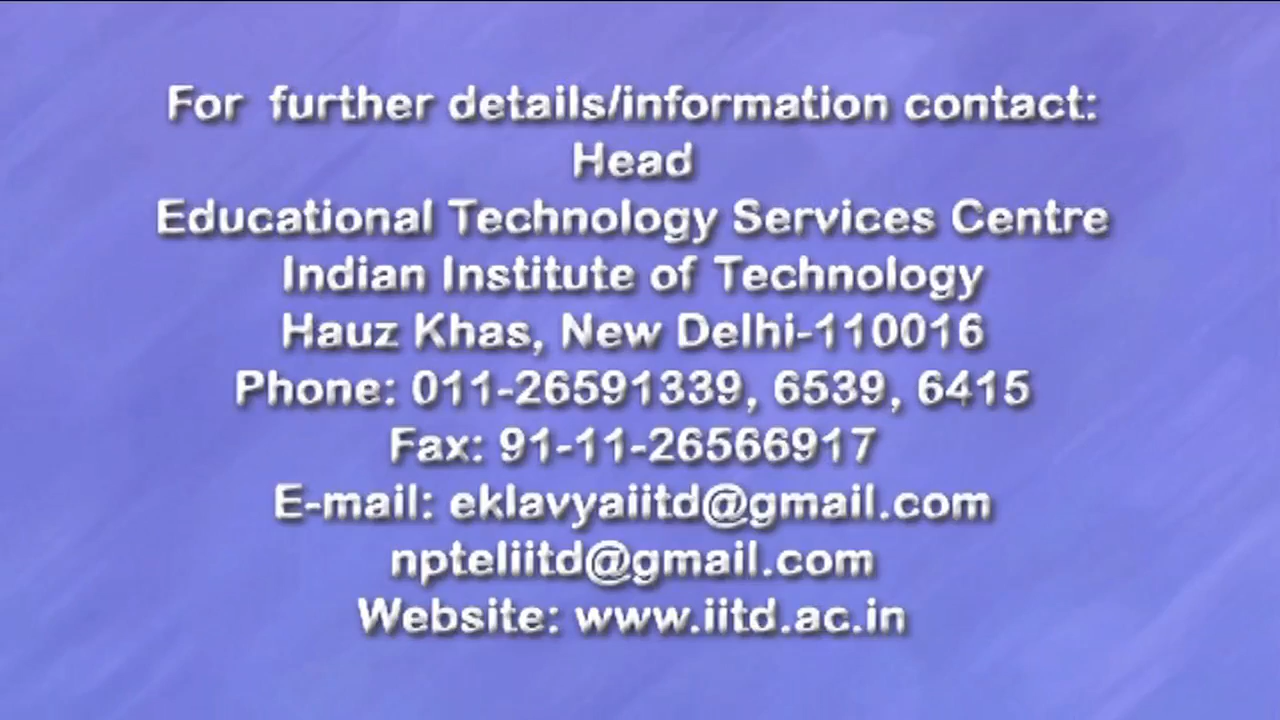 For further details/information contact:
Head
Educational Technology Services Centre
Indian Institute of Technology
Hauz Khas, New Delhi-110016
Phone: 011-26591339, 6539, 6415
Fax: 91-11-26566917
E-mail: eklavyaiitd@gmail.com
npteliitd@gmail.com
Website: www.iitd.ac.in